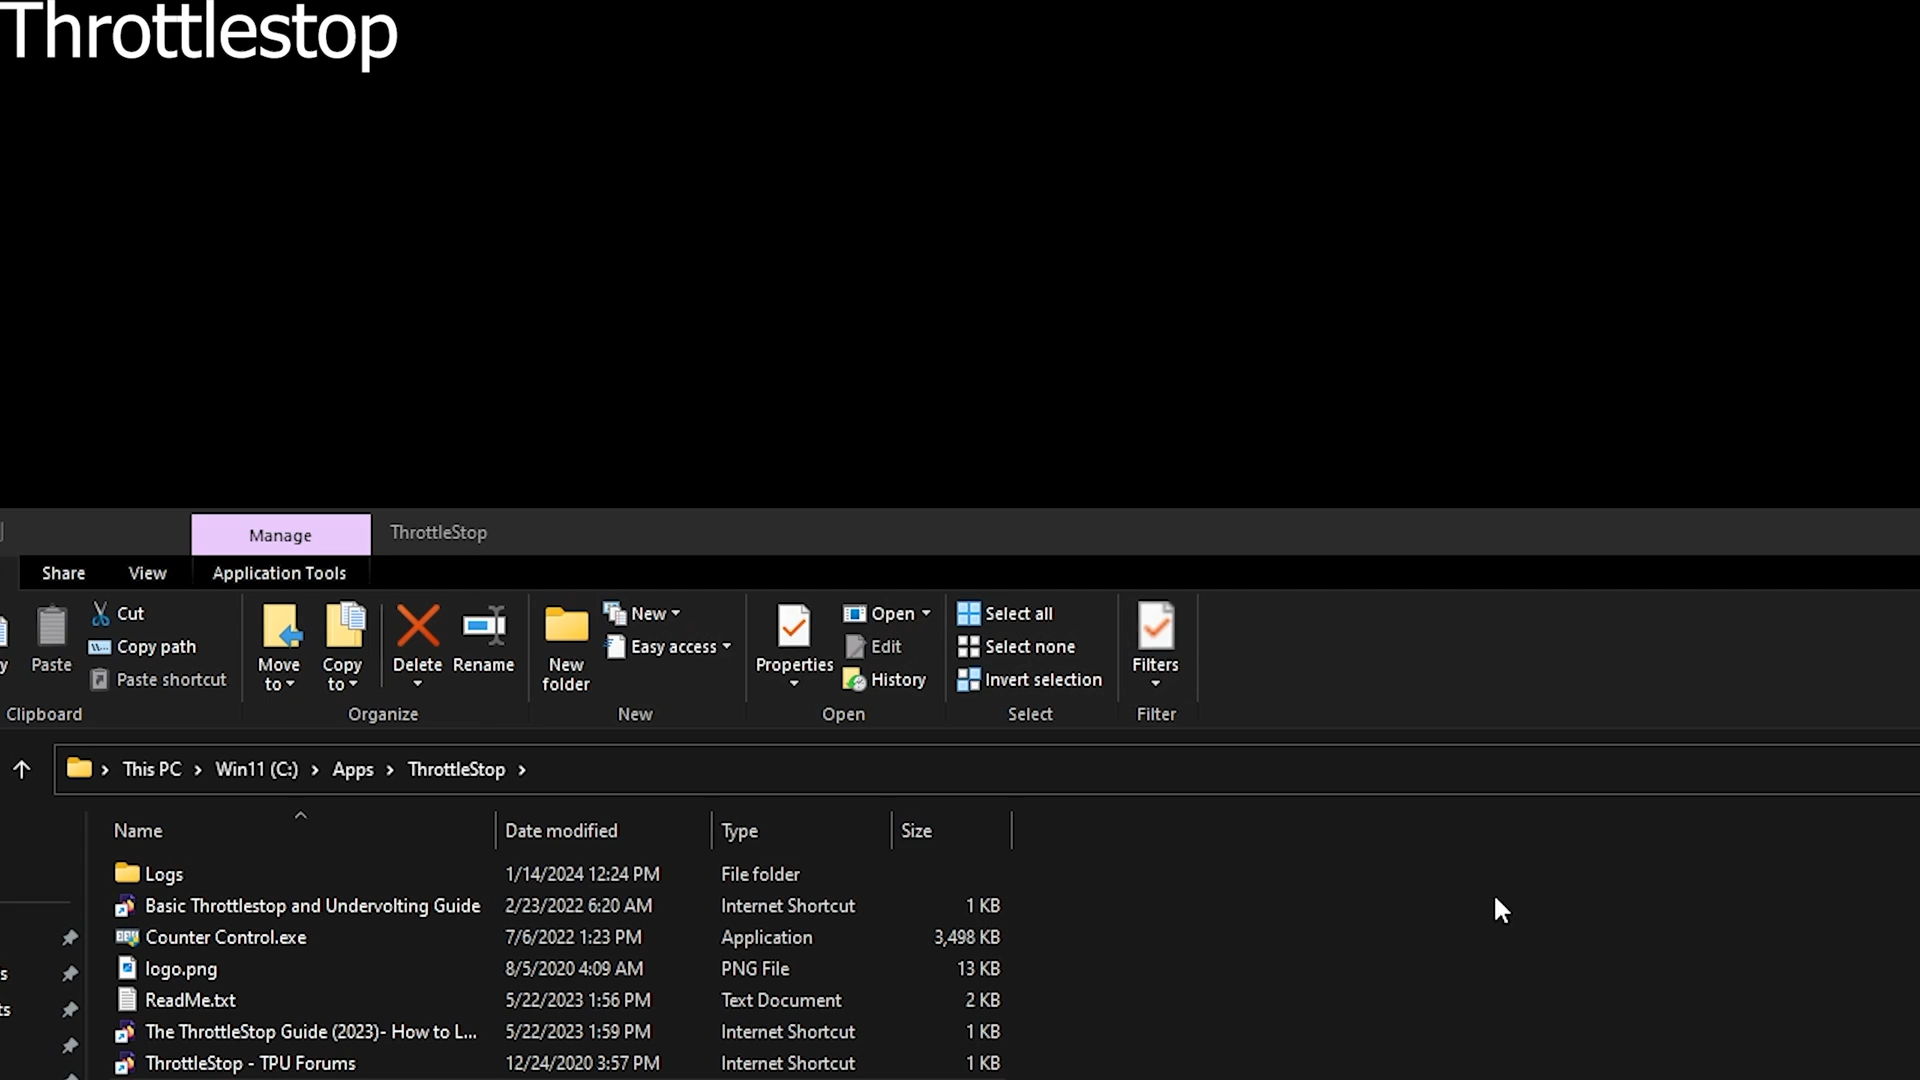 Throttlestop
Manage
ThrottleStop
Share
View
Application Tools
Paste
Cut
Copy path
Paste shortcut
Clipboard
Move
to
Copy
to
Delete
Rename
Organize
New
folder
New
Easy access
New
Properties
Open
Edit
History
Open
Select all
Select none
Invert selection
Select
Filters
Filter
This PC > Win11 (C:) > Apps > ThrottleStop >
Name Date modified Type Size
Logs 1/14/2024 12:24 PM File folder
Basic Throttlestop and Undervolting Guide 2/23/2022 6:20 AM Internet Shortcut 1 KB
Counter Control.exe 7/6/2022 1:23 PM Application 3,498 KB
logo.png 8/5/2020 4:09 AM PNG File 13 KB
ReadMe.txt 5/22/2023 1:56 PM Text Document 2 KB
The ThrottleStop Guide (2023)- How to L... 5/22/2023 1:59 PM Internet Shortcut 1 KB
ThrottleStop - TPU Forums 12/24/2020 3:57 PM Internet Shortcut 1 KB